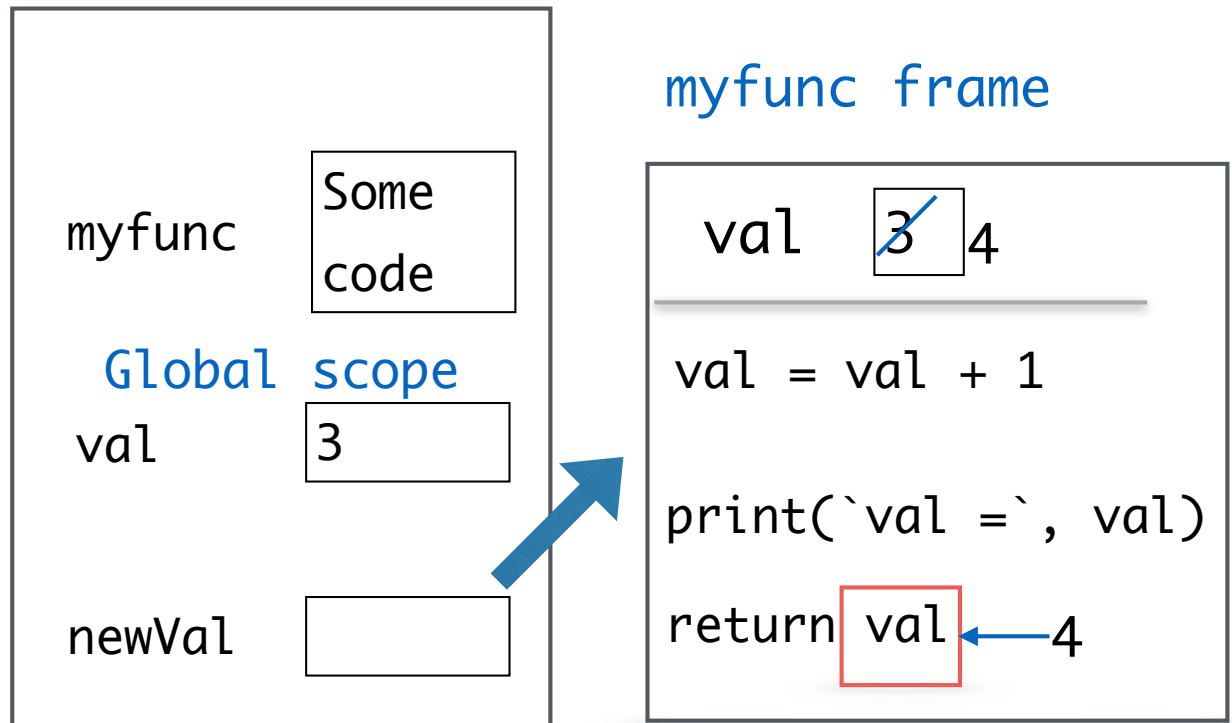 myfunc
Some
code
Global scope
val 3
newVal
myfunc frame
val 3 4
val = val + 1
print(`val =`, val)
return val 4